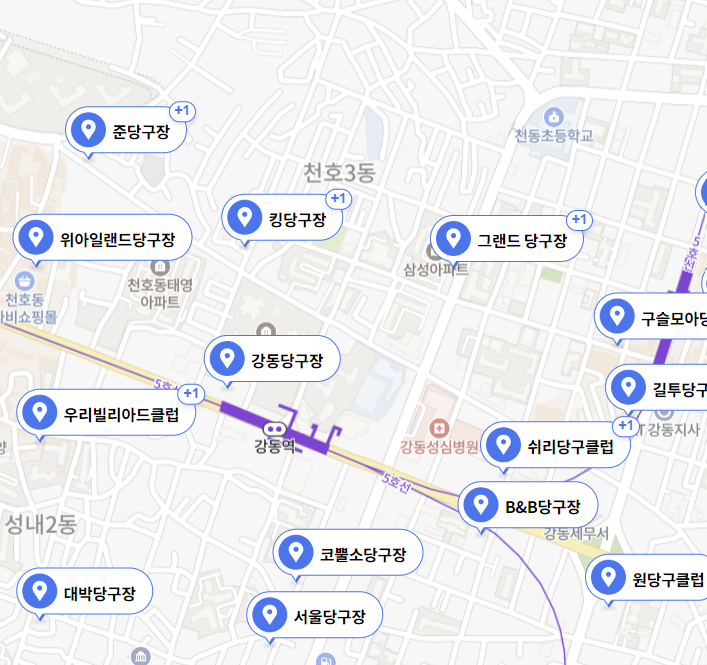 +1
준당구장
천동초등학교
천호3동
+1
킹당구장
+1
그랜드 당구장
위아일랜드당구장
삼성아파트
5호선
천호동태영
아파트
천호동
구슬모아당
강동당구장
5호선
+1
우리빌리아드클럽
길투당구
+1
강동지사
강동역
강동성심병원
쉬리당구클럽
5호선
B&B당구장
성내2동
강동세무서
코뿔소당구장
원당구클럽
대박당구장
서울당구장